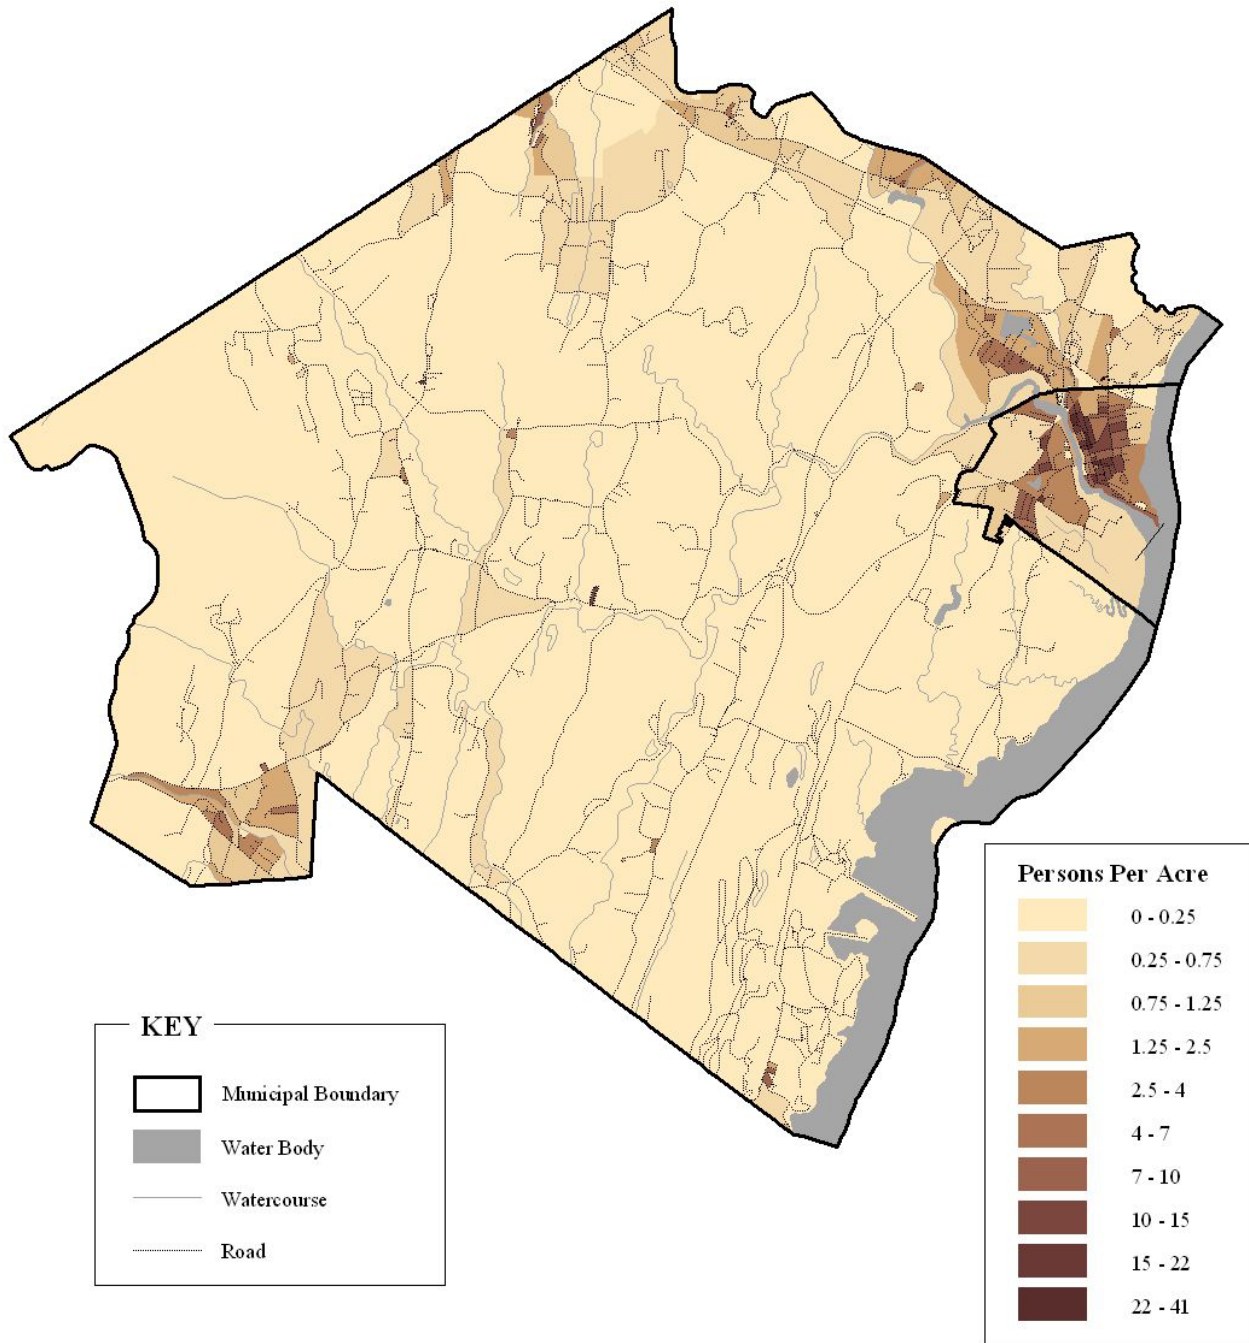 Persons Per Acre
0 - 0.25
0.25 - 0.75
0.75 - 1.25
1.25 - 2.5
2.5 - 4
4 - 7
7 - 10
10 - 15
15 - 22
22 - 41
KEY
Municipal Boundary
Water Body
Watercourse
Road